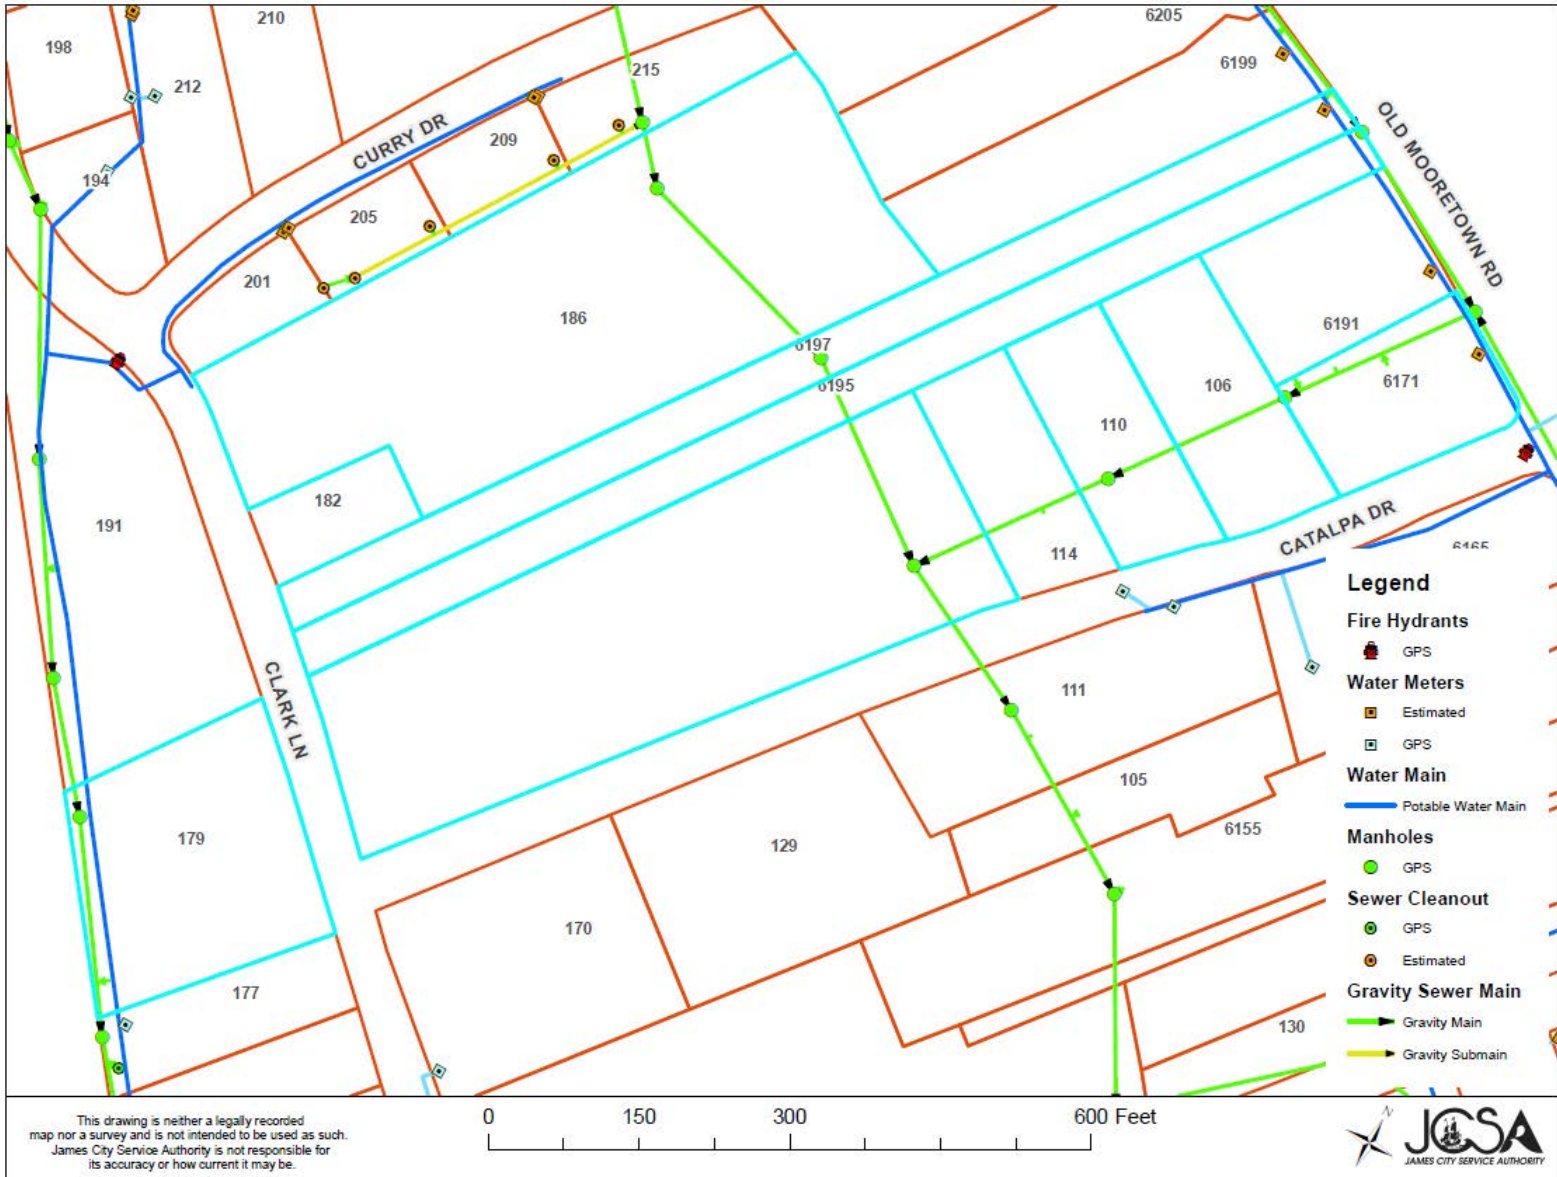 210
6205
198
212
215
6199
CURRY DR
209
OLD MOORETOWN RD
194
205
201
186
6191
6197
6195
6171
106
110
182
191
CATALPA DR
114
6165
CLARK LN
111
105
179
129
6155
170
177
130
Legend
Fire Hydrants
GPS
Water Meters
Estimated
GPS
Water Main
Potable Water Main
Manholes
GPS
Sewer Cleanout
GPS
Estimated
Gravity Sewer Main
Gravity Main
Gravity Submain
This drawing is neither a legally recorded
map nor a survey and is not intended to be used as such.
James City Service Authority is not responsible for
its accuracy or how current it may be.
0 150 300 600 Feet
N
JCSA
JAMES CITY SERVICE AUTHORITY